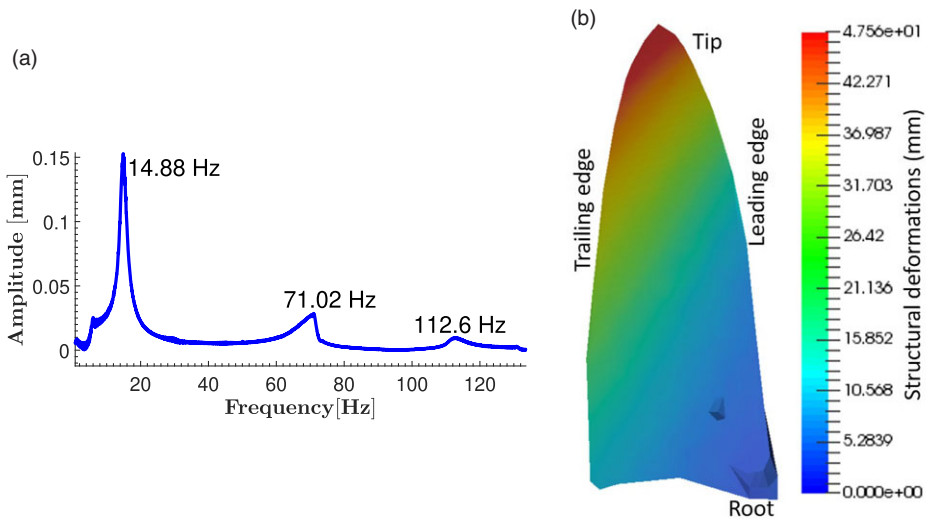 (a)
Amplitude [mm]
0.15
0.1
0.05
0
14.88 Hz
71.02 Hz
112.6 Hz
20
40
60
80
100
120
Frequency[Hz]
(b)
Tip
Trailing edge
Leading edge
Root
4.756e+01
42.271
36.987
31.703
26.42
21.136
15.852
10.568
5.2839
0.000e+00
Structural deformations (mm)